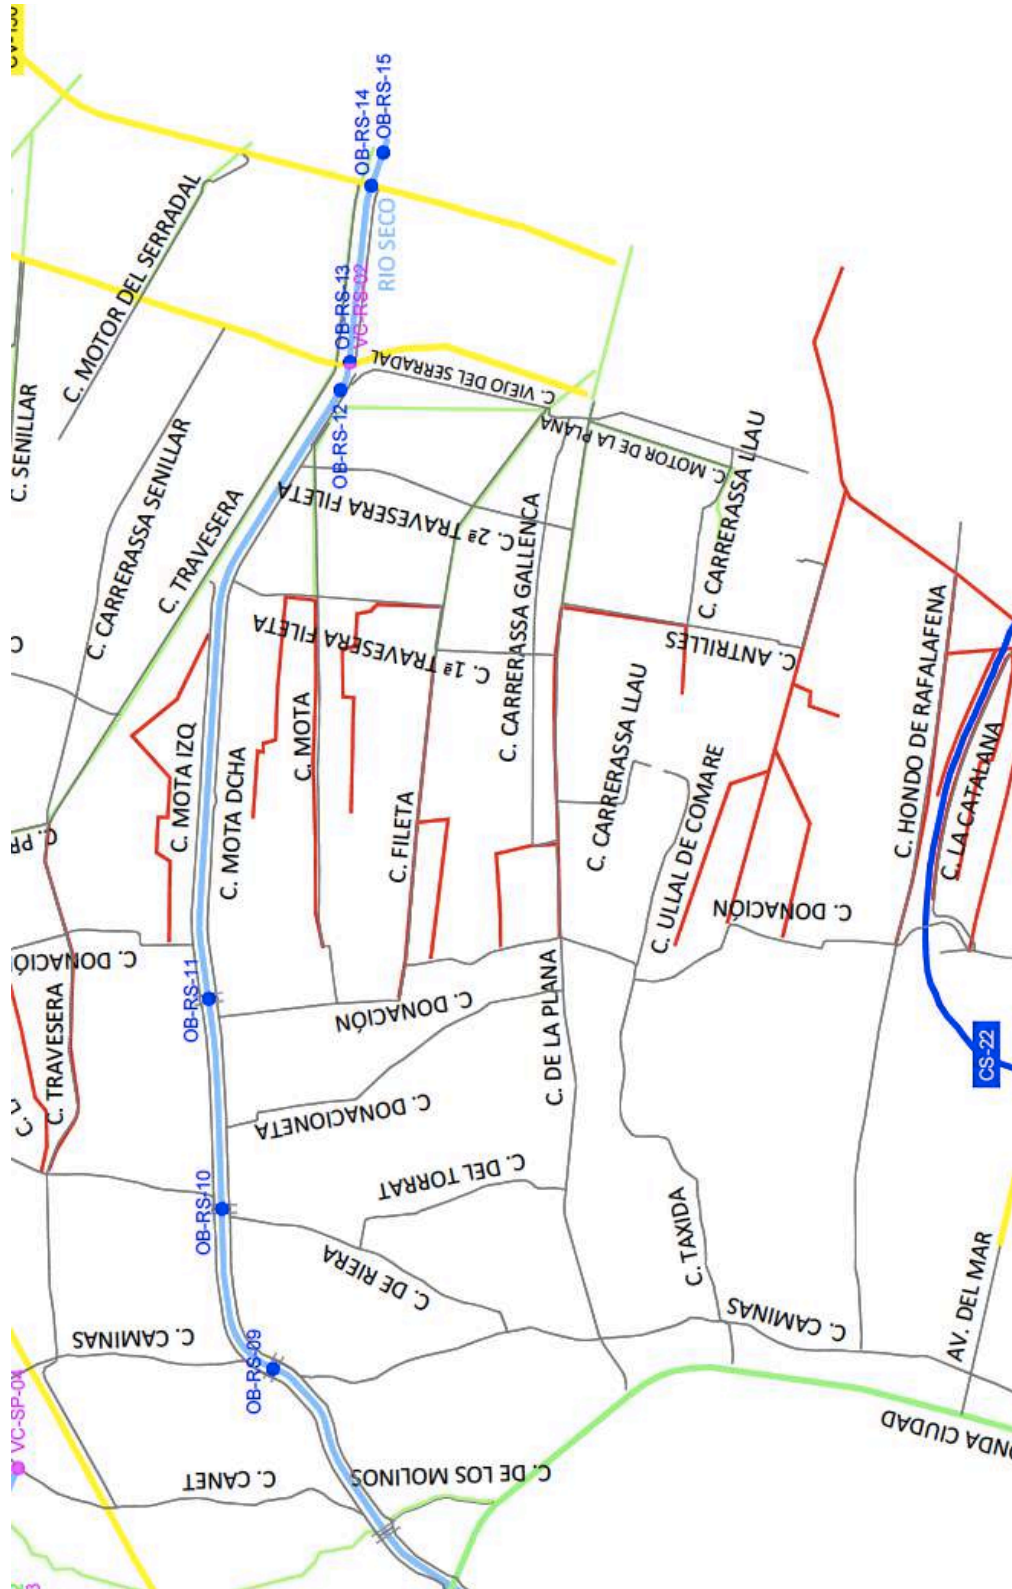 OB-RS-14
OB-RS-15
RIO SECO
C. MOTOR DEL SERRADAL
OB-RS-13
VC-RS-02
C. SENILLAR
C. VIEJO DEL SERRADAL
OB-RS-12
C. CARRERASSA SENILLAR
C. MOTOR DE LA PLANA
C. CARRERASSA LLAU
C. TRAVESERA
C. 2ª TRAVESERA FILETA
C. CARRERASSA GALLENCA
C. 1ª TRAVESERA FILETA
C. ANTRILLES
C. HONDO DE RAFALAFENA
C. MOTA IZQ
C. MOTA DCHA
C. MOTA
C. FILETA
C. CARRERASSA LLAU
C. ULLAL DE COMARE
C. LA CATALANA
C. PR
C. DONACIÓN
C. DONACIÓN
OB-RS-11
C. TRAVESERA
C. DONACIÓN
C. DE LA PLANA
CS-22
C. DONACIONETA
OB-RS-10
C. DEL TORRAT
C. DE RIERA
C. TAXIDA
AV. DEL MAR
C. CAMINAS
C. CAMINAS
OB-RS-09
VC-SP-04
C. CANET
C. DE LOS MOLINOS
ONDA CIUDAD